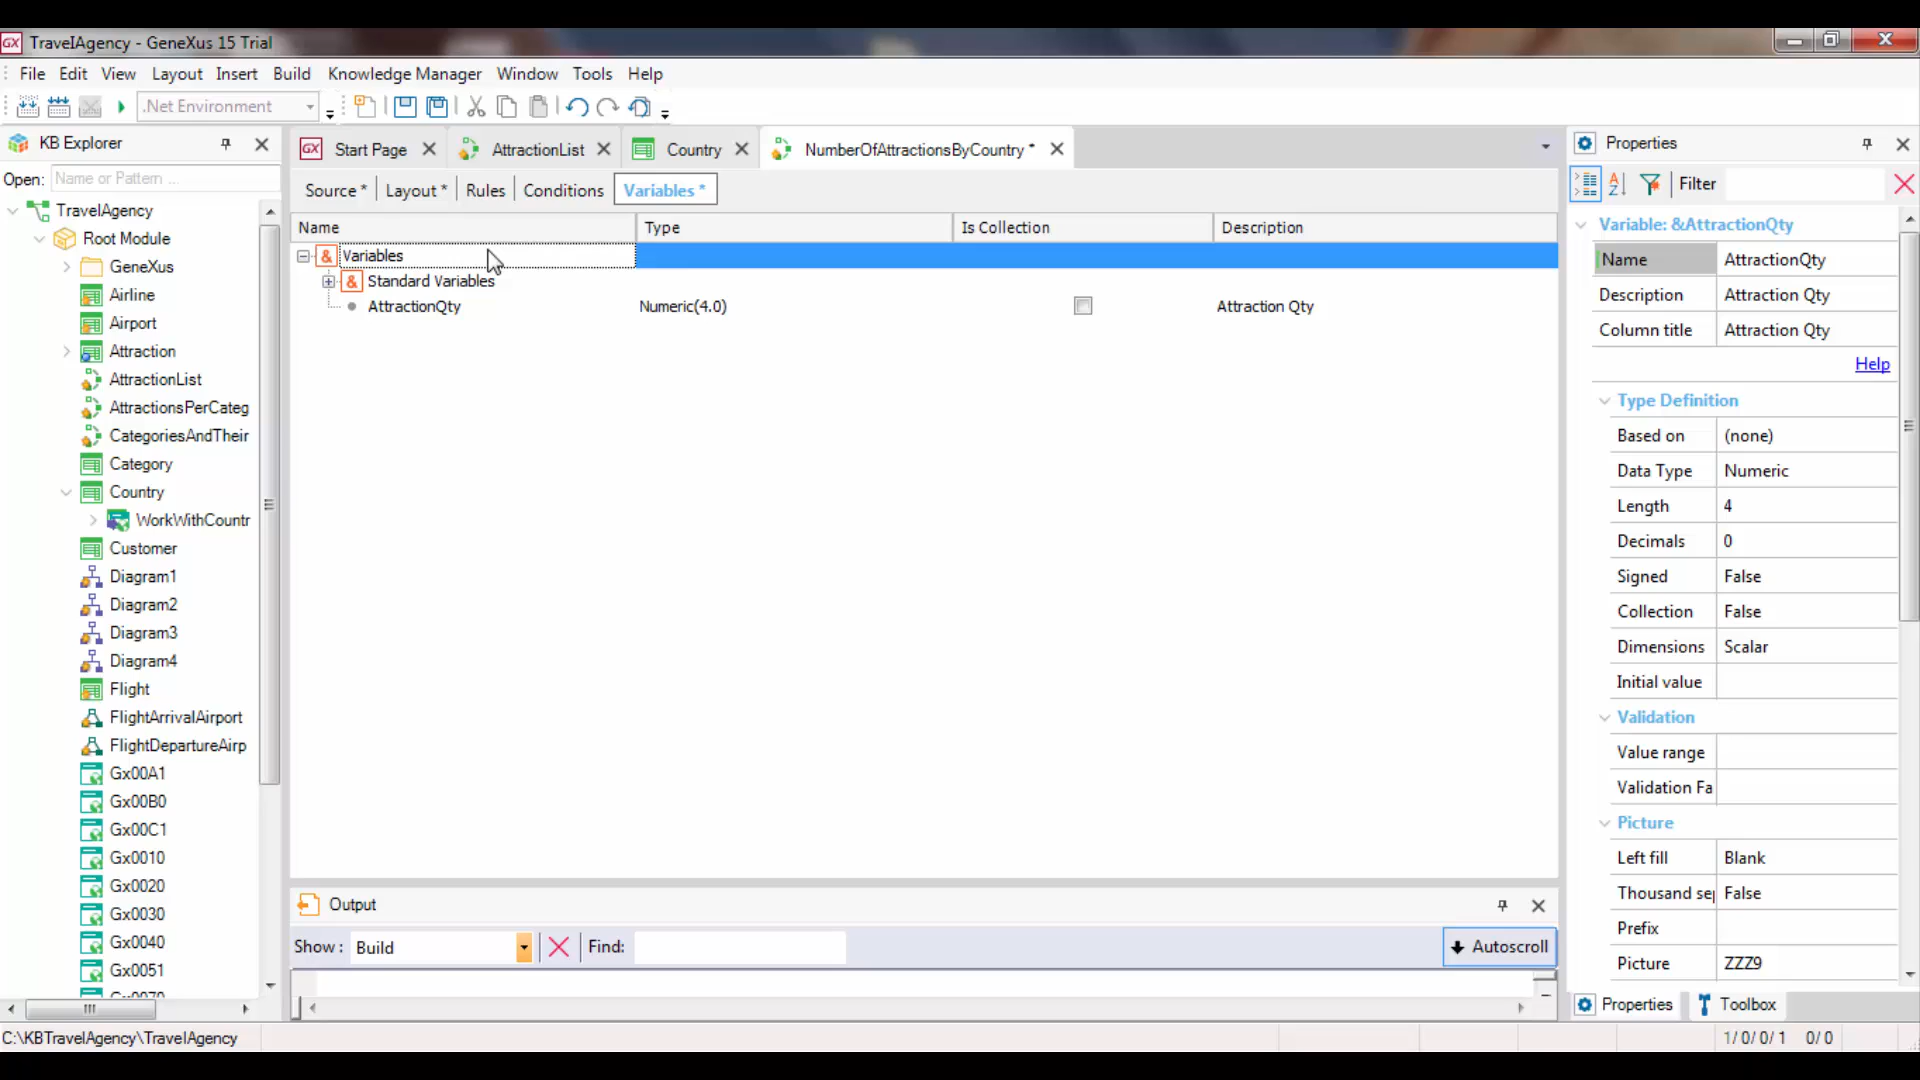 TravelAgency - GeneXus 15 Trial
File Edit View Layout Insert Build Knowledge Manager Window Tools Help
.Net Environment
KB Explorer
Open: Name or Pattern ...
TravelAgency
Root Module
GeneXus
Airline
Airport
Attraction
AttractionList
AttractionsPerCateg
CategoriesAndTheir
Category
Country
WorkWithCountr
Customer
Diagram1
Diagram2
Diagram3
Diagram4
Flight
FlightArrivalAirport
FlightDepartureAirp
Gx00A1
Gx00B0
Gx00C1
Gx0010
Gx0020
Gx0030
Gx0040
Gx0051
Start Page AttractionList Country NumberOfAttractionsByCountry *
Source * Layout * Rules Conditions Variables *
Name Type Is Collection Description
& Variables
& Standard Variables
AttractionQty Numeric(4.0) Attraction Qty
Output
Show : Build Find: Autoscroll
Properties
Filter
Variable: &AttractionQty
Name AttractionQty
Description Attraction Qty
Column title Attraction Qty
Help
Type Definition
Based on (none)
Data Type Numeric
Length 4
Decimals 0
Signed False
Collection False
Dimensions Scalar
Initial value
Validation
Value range
Validation Fa
Picture
Left fill Blank
Thousand sep False
Prefix
Picture ZZZ9
Properties Toolbox
C:\KBTravelAgency\TravelAgency 1/0/0/1 0/0